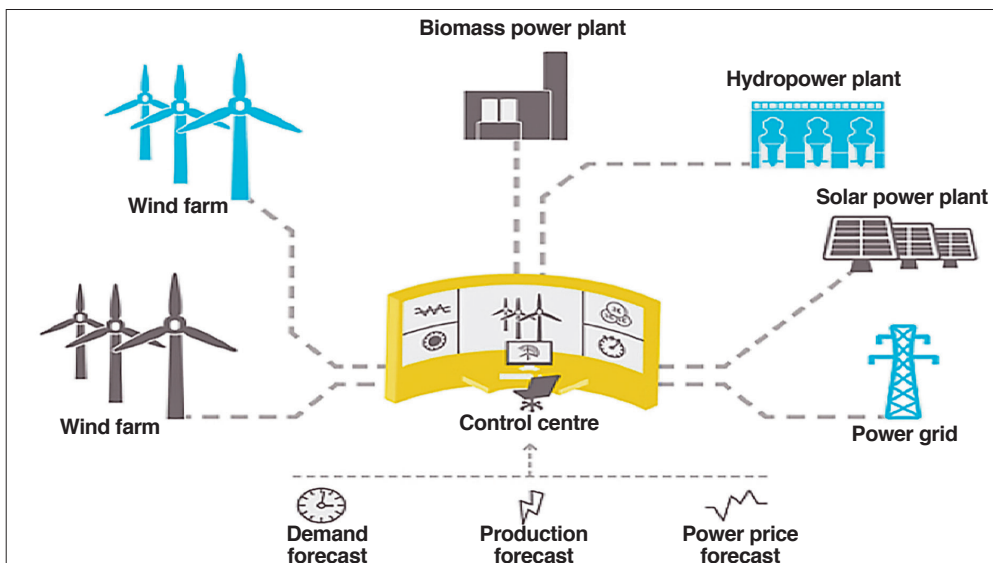 Biomass power plant
Hydropower plant
Wind farm
Solar power plant
Wind farm
Control centre
Power grid
Demand
forecast
Production
forecast
Power price
forecast